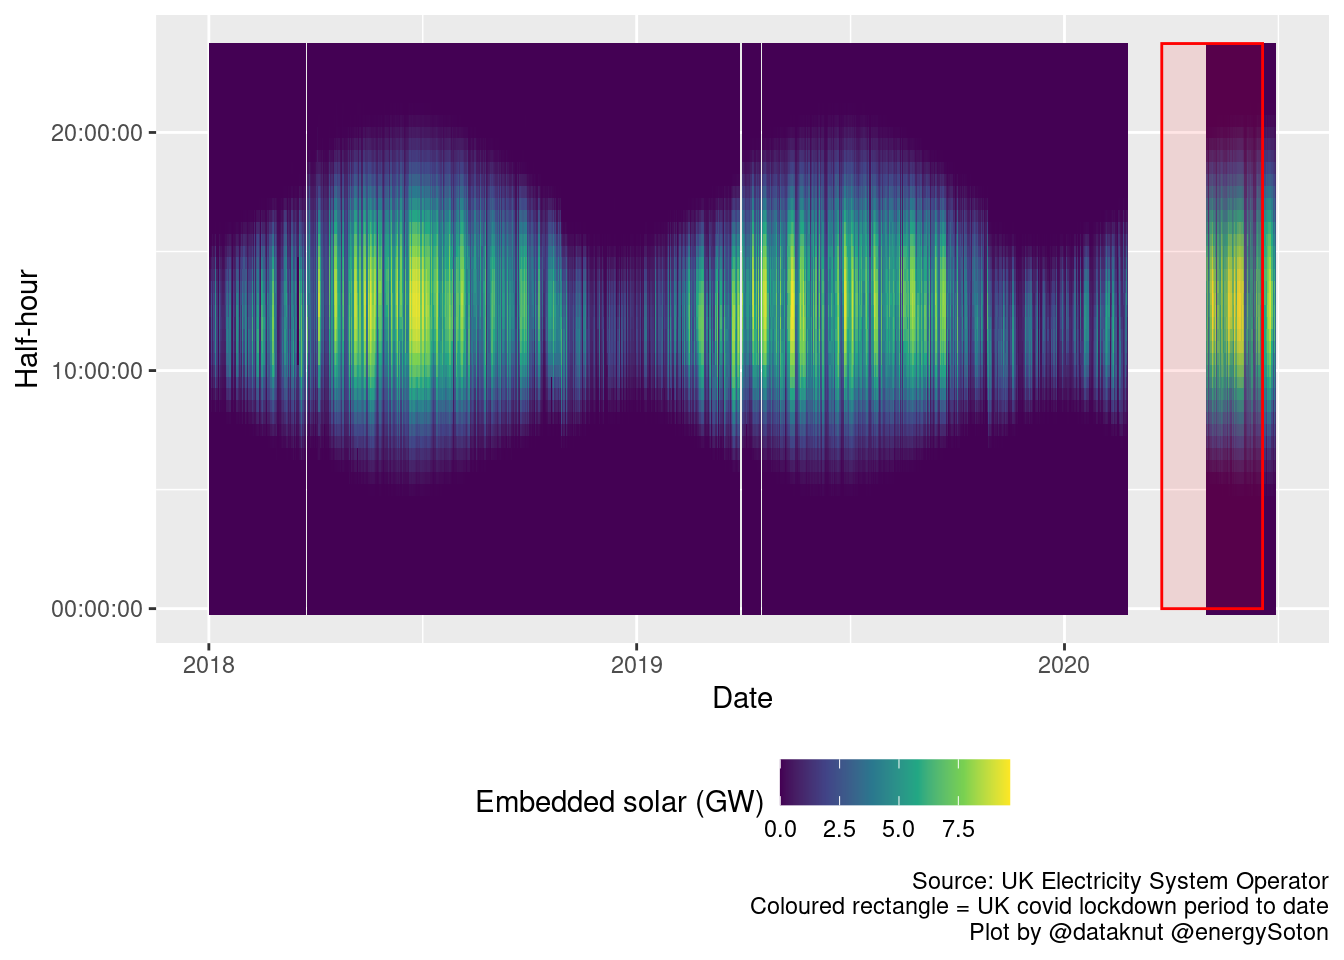 20:00:00
10:00:00
00:00:00
Half-hour
2018
2019
2020
Date
Embedded solar (GW)
0.0
2.5
5.0
7.5
Source: UK Electricity System Operator
Coloured rectangle = UK covid lockdown period to date
Plot by @dataknut @energySoton